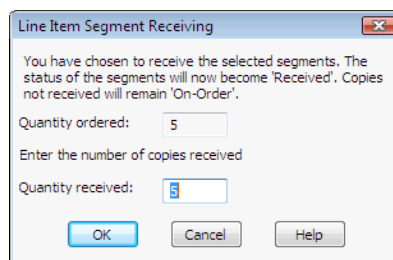 Line Item Segment Receiving
You have chosen to receive the selected segments. The
status of the segments will now become 'Received'. Copies
not received will remain 'On-Order'.
Quantity ordered: 5
Enter the number of copies received
Quantity received: 5
OK Cancel Help